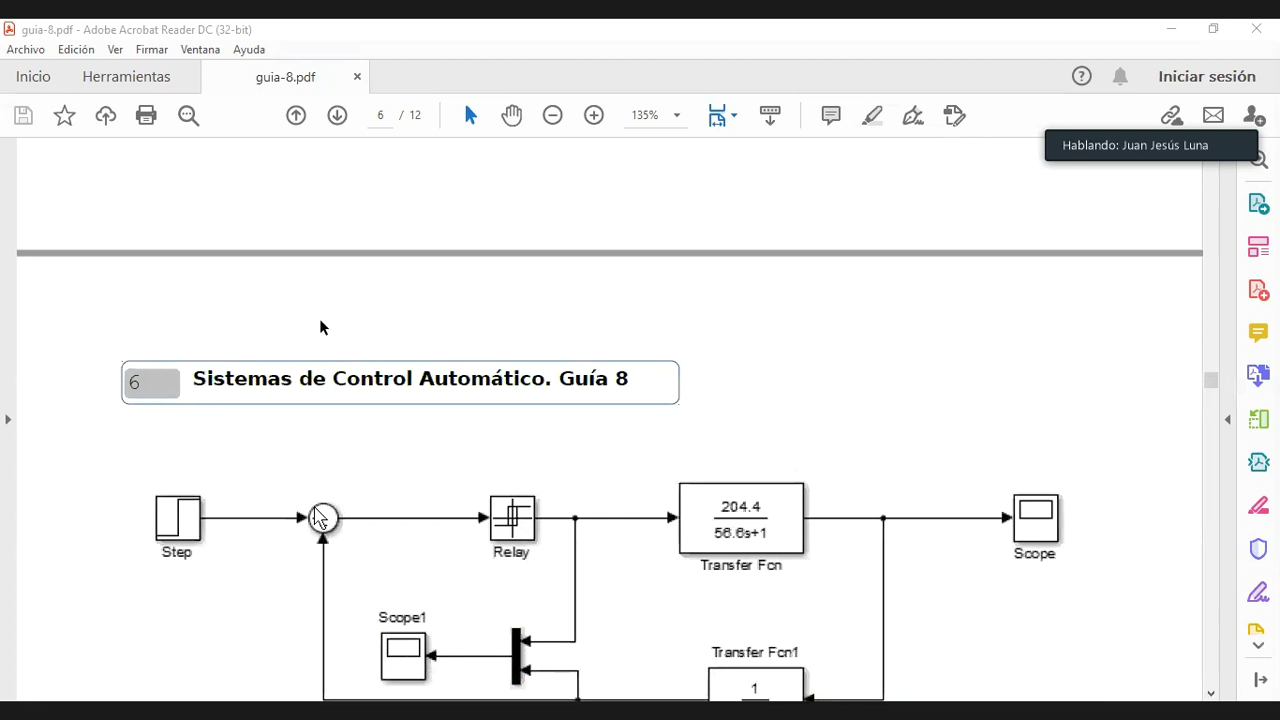 guia-8.pdf - Adobe Acrobat Reader DC (32-bit)
Archivo Edición Ver Firmar Ventana Ayuda
Inicio Herramientas guia-8.pdf × Iniciar sesión
6 / 12 135%
Hablando: Juan Jesús Luna
6 Sistemas de Control Automático. Guía 8
204.4
56.6s+1
Step Relay Transfer Fcn Scope
Scope1
Transfer Fcn1
1